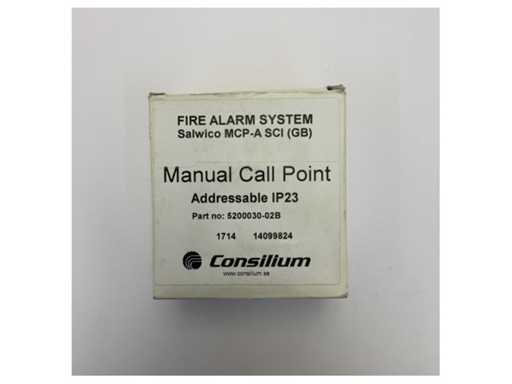 FIRE ALARM SYSTEM
Salwico MCP-A SCI (GB)
Manual Call Point
Addressable IP23
Part no: 5200030-02B
1714 14099824
Consilium
www.consilium.se